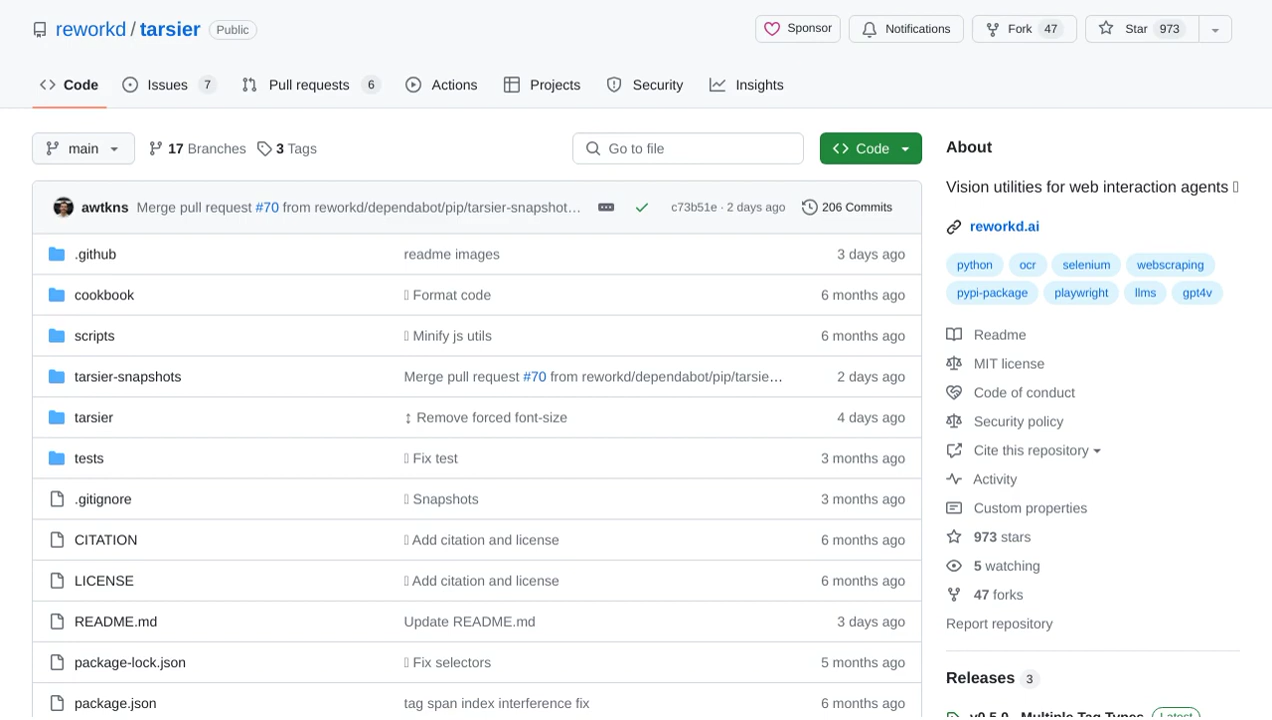 reworkd / tarsier Public
Sponsor Notifications Fork 47 Star 973
Code Issues 7 Pull requests 6 Actions Projects Security Insights
main 17 Branches 3 Tags Go to file Code
awtkns Merge pull request #70 from reworkd/dependabot/pip/tarsier-snapshot… c73b51e · 2 days ago 206 Commits
.github readme images 3 days ago
cookbook Format code 6 months ago
scripts Minify js utils 6 months ago
tarsier-snapshots Merge pull request #70 from reworkd/dependabot/pip/tarsie… 2 days ago
tarsier ↕ Remove forced font-size 4 days ago
tests Fix test 3 months ago
.gitignore Snapshots 3 months ago
CITATION Add citation and license 6 months ago
LICENSE Add citation and license 6 months ago
README.md Update README.md 3 days ago
package-lock.json Fix selectors 5 months ago
package.json tag span index interference fix 6 months ago
About
Vision utilities for web interaction agents
reworkd.ai
python ocr selenium webscraping
pypi-package playwright llms gpt4v
Readme
MIT license
Code of conduct
Security policy
Cite this repository
Activity
Custom properties
973 stars
5 watching
47 forks
Report repository
Releases 3
v0.5.0 Multiple Tag Types Latest